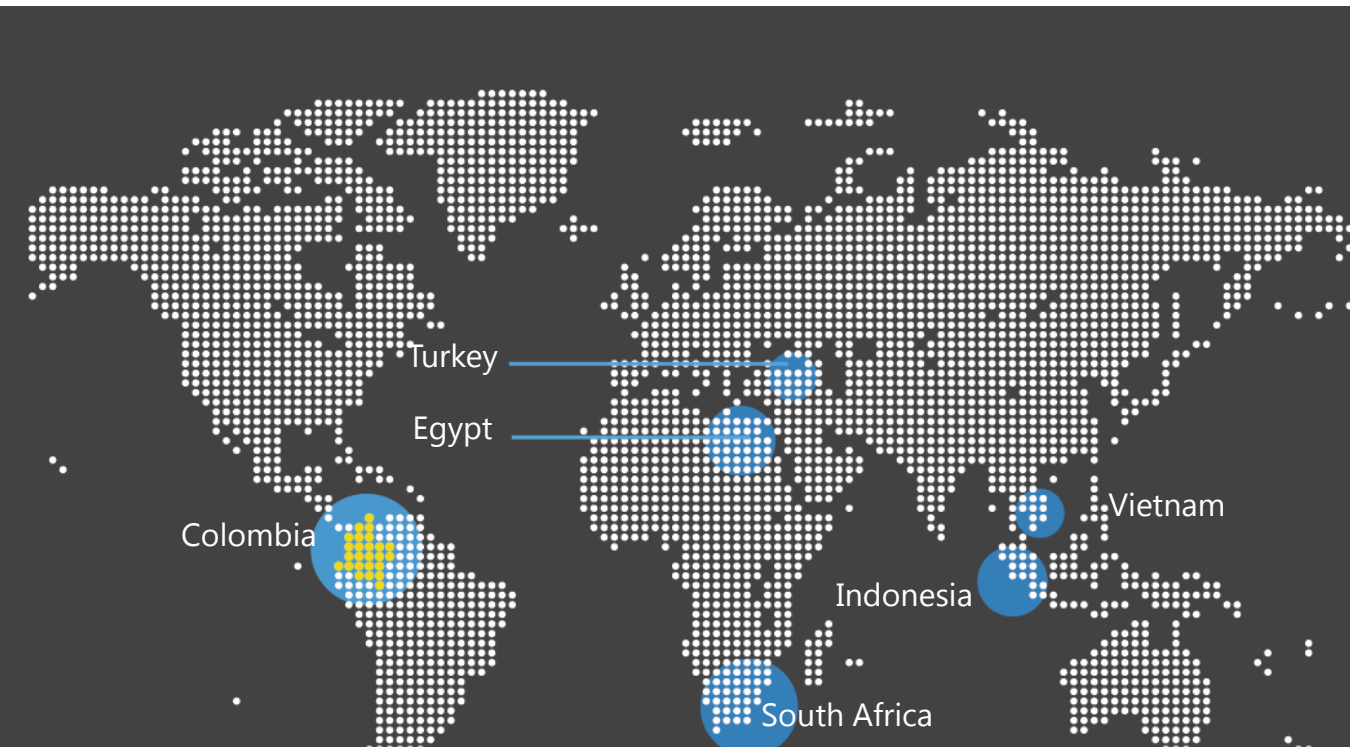 Turkey
Egypt
Vietnam
Colombia
Indonesia
South Africa